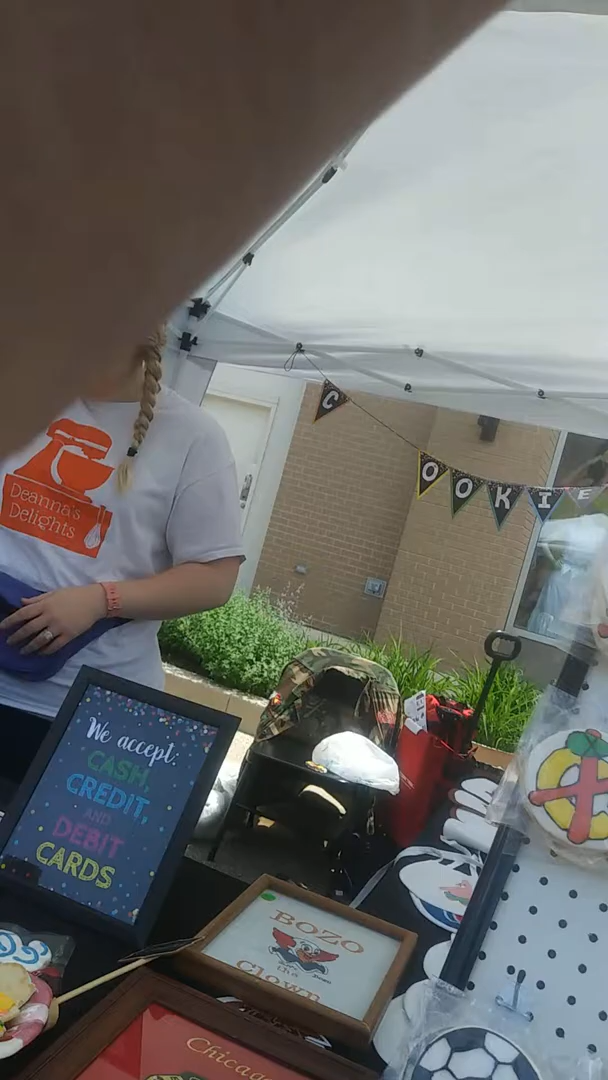 COOKIE
Deanna's
Delights
We accept:
CASH,
CREDIT,
AND
DEBIT
CARDS
BOZO
Clown
Chicago